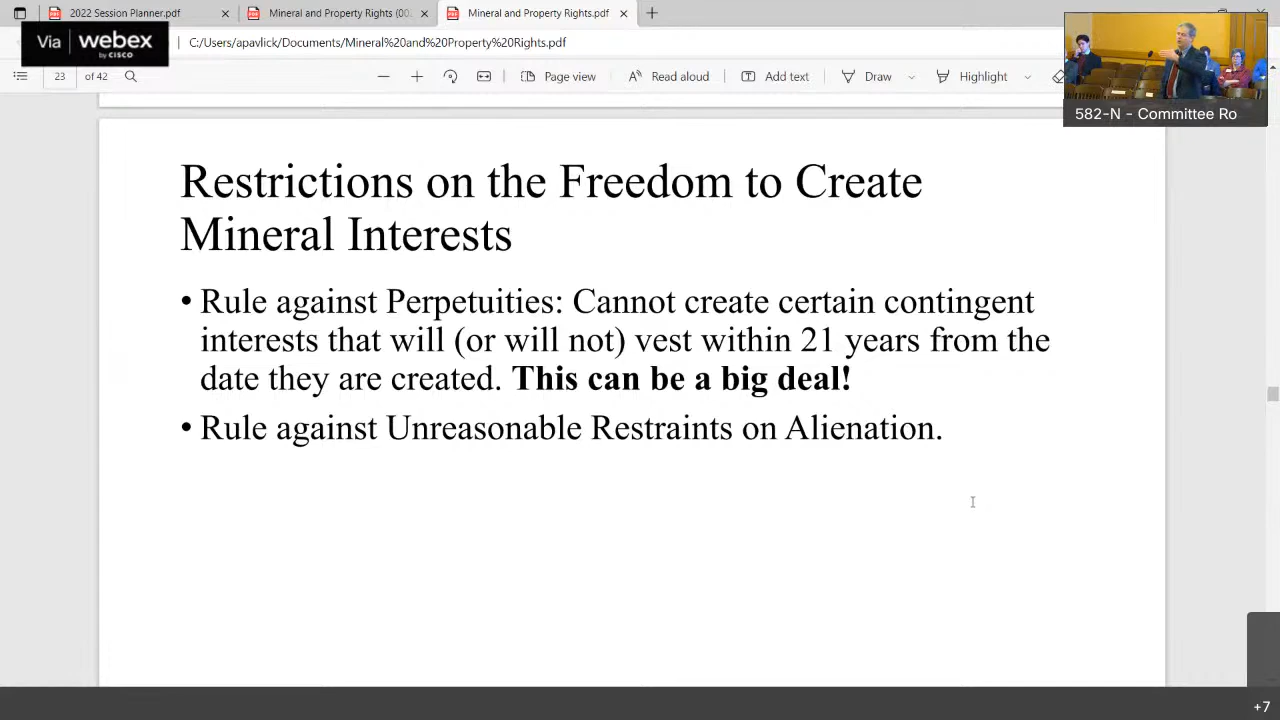 2022 Session Planner.pdf
Mineral and Property Rights (00.
Mineral and Property Rights.pdf
Via webex
by CISCO
C:/Users/apavlick/Documents/Mineral%20and%20Property%20Rights.pdf
23 of 42
Page view
Read aloud
Add text
Draw
Highlight
582-N - Committee Ro
Restrictions on the Freedom to Create
Mineral Interests
• Rule against Perpetuities: Cannot create certain contingent
interests that will (or will not) vest within 21 years from the
date they are created. This can be a big deal!
• Rule against Unreasonable Restraints on Alienation.
+7